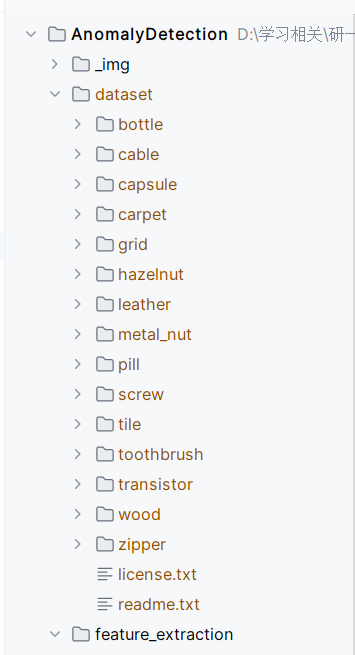 AnomalyDetection D:\学习相关\研一
_img
dataset
bottle
cable
capsule
carpet
grid
hazelnut
leather
metal_nut
pill
screw
tile
toothbrush
transistor
wood
zipper
license.txt
readme.txt
feature_extraction